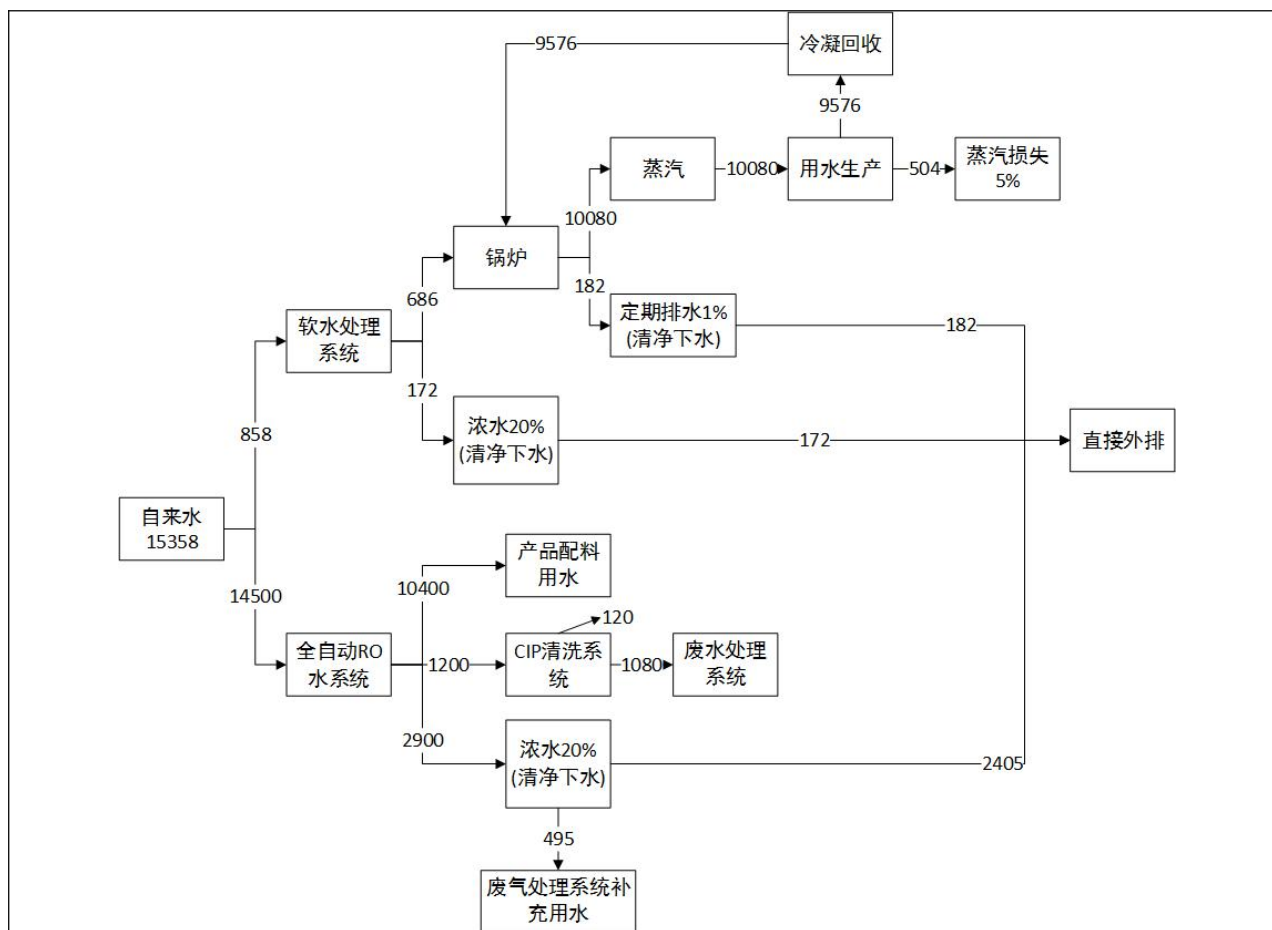 9576
冷凝回收
9576
蒸汽
10080
用水生产
504
蒸汽损失
5%
10080
锅炉
182
686
定期排水1%
(清净下水)
182
软水处理
系统
172
浓水20%
(清净下水)
172
直接外排
858
自来水
15358
14500
产品配料
用水
10400
120
全自动RO
水系统
1200
CIP清洗系
统
1080
废水处理
系统
2900
浓水20%
(清净下水)
2405
495
废气处理系统补
充用水